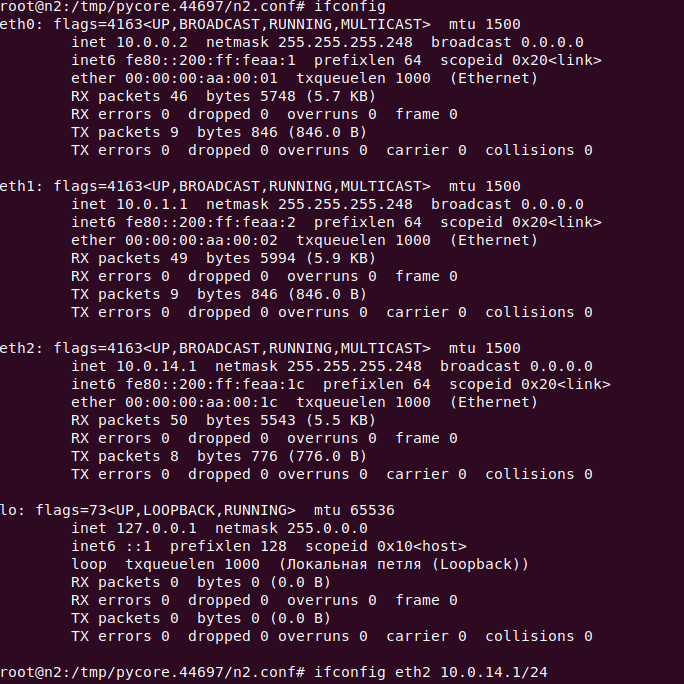 root@n2:/tmp/pycore.44697/n2.conf# ifconfig
eth0: flags=4163<UP,BROADCAST,RUNNING,MULTICAST>  mtu 1500
        inet 10.0.0.2  netmask 255.255.255.248  broadcast 0.0.0.0
        inet6 fe80::200:ff:feaa:1  prefixlen 64  scopeid 0x20<link>
        ether 00:00:00:aa:00:01  txqueuelen 1000  (Ethernet)
        RX packets 46  bytes 5748 (5.7 KB)
        RX errors 0  dropped 0  overruns 0  frame 0
        TX packets 9  bytes 846 (846.0 B)
        TX errors 0  dropped 0 overruns 0  carrier 0  collisions 0

eth1: flags=4163<UP,BROADCAST,RUNNING,MULTICAST>  mtu 1500
        inet 10.0.1.1  netmask 255.255.255.248  broadcast 0.0.0.0
        inet6 fe80::200:ff:feaa:2  prefixlen 64  scopeid 0x20<link>
        ether 00:00:00:aa:00:02  txqueuelen 1000  (Ethernet)
        RX packets 49  bytes 5994 (5.9 KB)
        RX errors 0  dropped 0  overruns 0  frame 0
        TX packets 9  bytes 846 (846.0 B)
        TX errors 0  dropped 0 overruns 0  carrier 0  collisions 0

eth2: flags=4163<UP,BROADCAST,RUNNING,MULTICAST>  mtu 1500
        inet 10.0.14.1  netmask 255.255.255.248  broadcast 0.0.0.0
        inet6 fe80::200:ff:feaa:1c  prefixlen 64  scopeid 0x20<link>
        ether 00:00:00:aa:00:1c  txqueuelen 1000  (Ethernet)
        RX packets 50  bytes 5543 (5.5 KB)
        RX errors 0  dropped 0  overruns 0  frame 0
        TX packets 8  bytes 776 (776.0 B)
        TX errors 0  dropped 0 overruns 0  carrier 0  collisions 0

lo: flags=73<UP,LOOPBACK,RUNNING>  mtu 65536
        inet 127.0.0.1  netmask 255.0.0.0
        inet6 ::1  prefixlen 128  scopeid 0x10<host>
        loop  txqueuelen 1000  (Локальная петля (Loopback))
        RX packets 0  bytes 0 (0.0 B)
        RX errors 0  dropped 0  overruns 0  frame 0
        TX packets 0  bytes 0 (0.0 B)
        TX errors 0  dropped 0 overruns 0  carrier 0  collisions 0

root@n2:/tmp/pycore.44697/n2.conf# ifconfig eth2 10.0.14.1/24